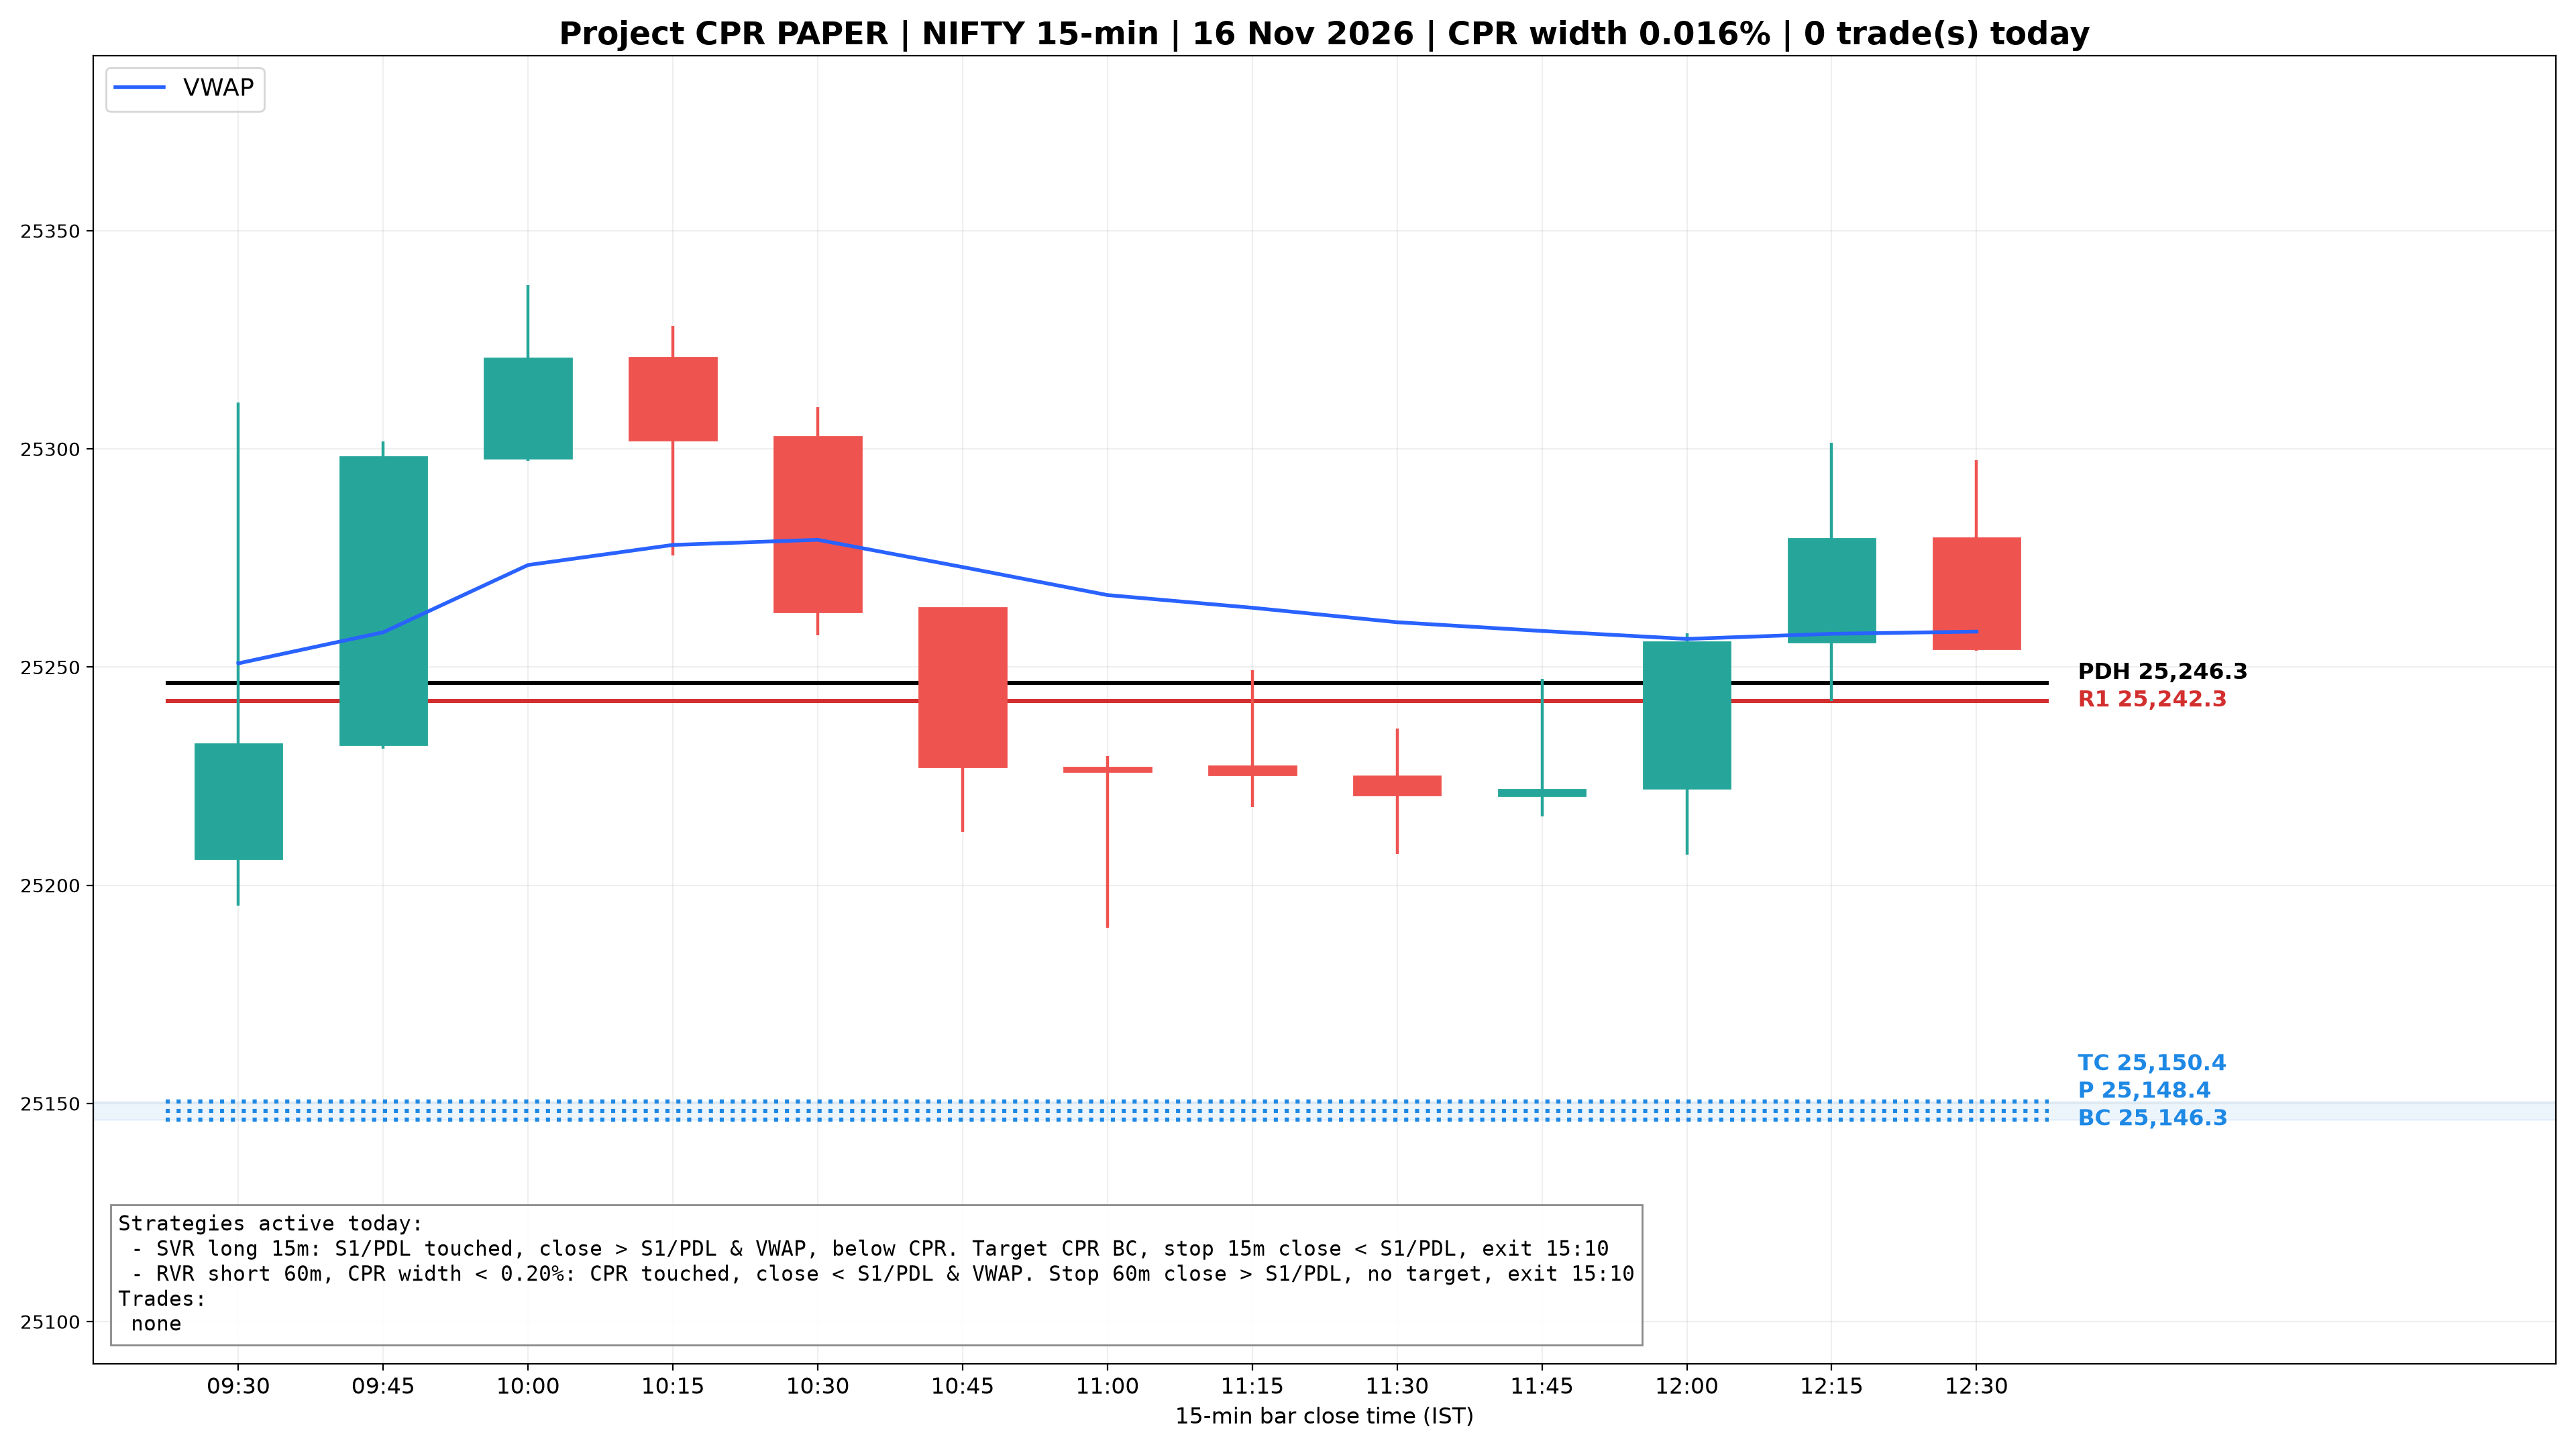 Project CPR PAPER | NIFTY 15-min | 16 Nov 2026 | CPR width 0.016% | 0 trade(s) today
VWAP
25350
25300
25250
25200
25150
25100
PDH 25,246.3
R1 25,242.3
TC 25,150.4
P 25,148.4
BC 25,146.3
Strategies active today:
- SVR long 15m: S1/PDL touched, close > S1/PDL & VWAP, below CPR. Target CPR BC, stop 15m close < S1/PDL, exit 15:10
- RVR short 60m, CPR width < 0.20%: CPR touched, close < S1/PDL & VWAP. Stop 60m close > S1/PDL, no target, exit 15:10
Trades:
none
09:30 09:45 10:00 10:15 10:30 10:45 11:00 11:15 11:30 11:45 12:00 12:15 12:30
15-min bar close time (IST)